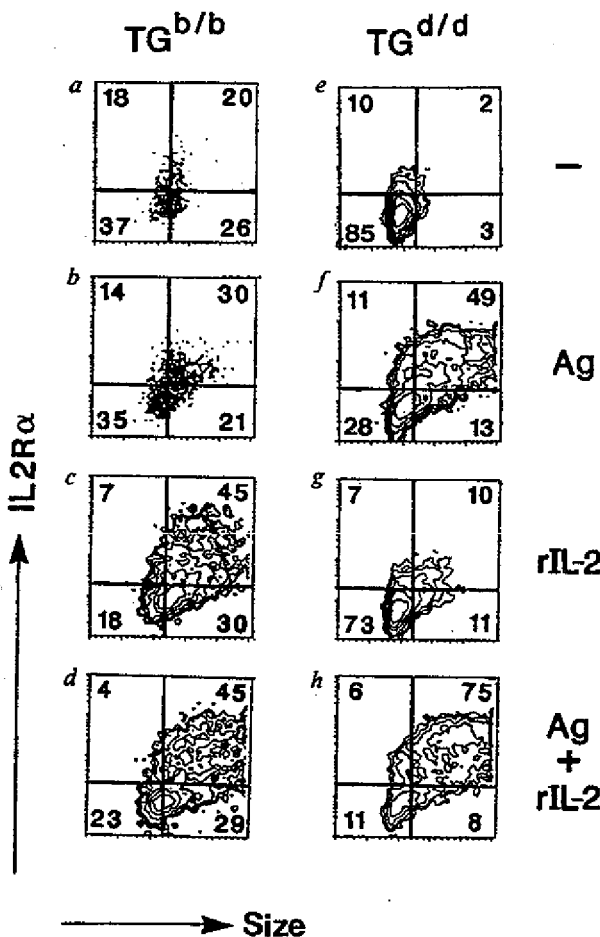 TG^b/b TG^d/d
a 18 20 37 26
e 10 2 85 3
–
b 14 30 35 21
f 11 49 28 13
Ag
c 7 45 18 30
g 7 10 73 11
rIL-2
d 4 45 23 29
h 6 75 11 8
Ag
+
rIL-2
IL2Rα
Size